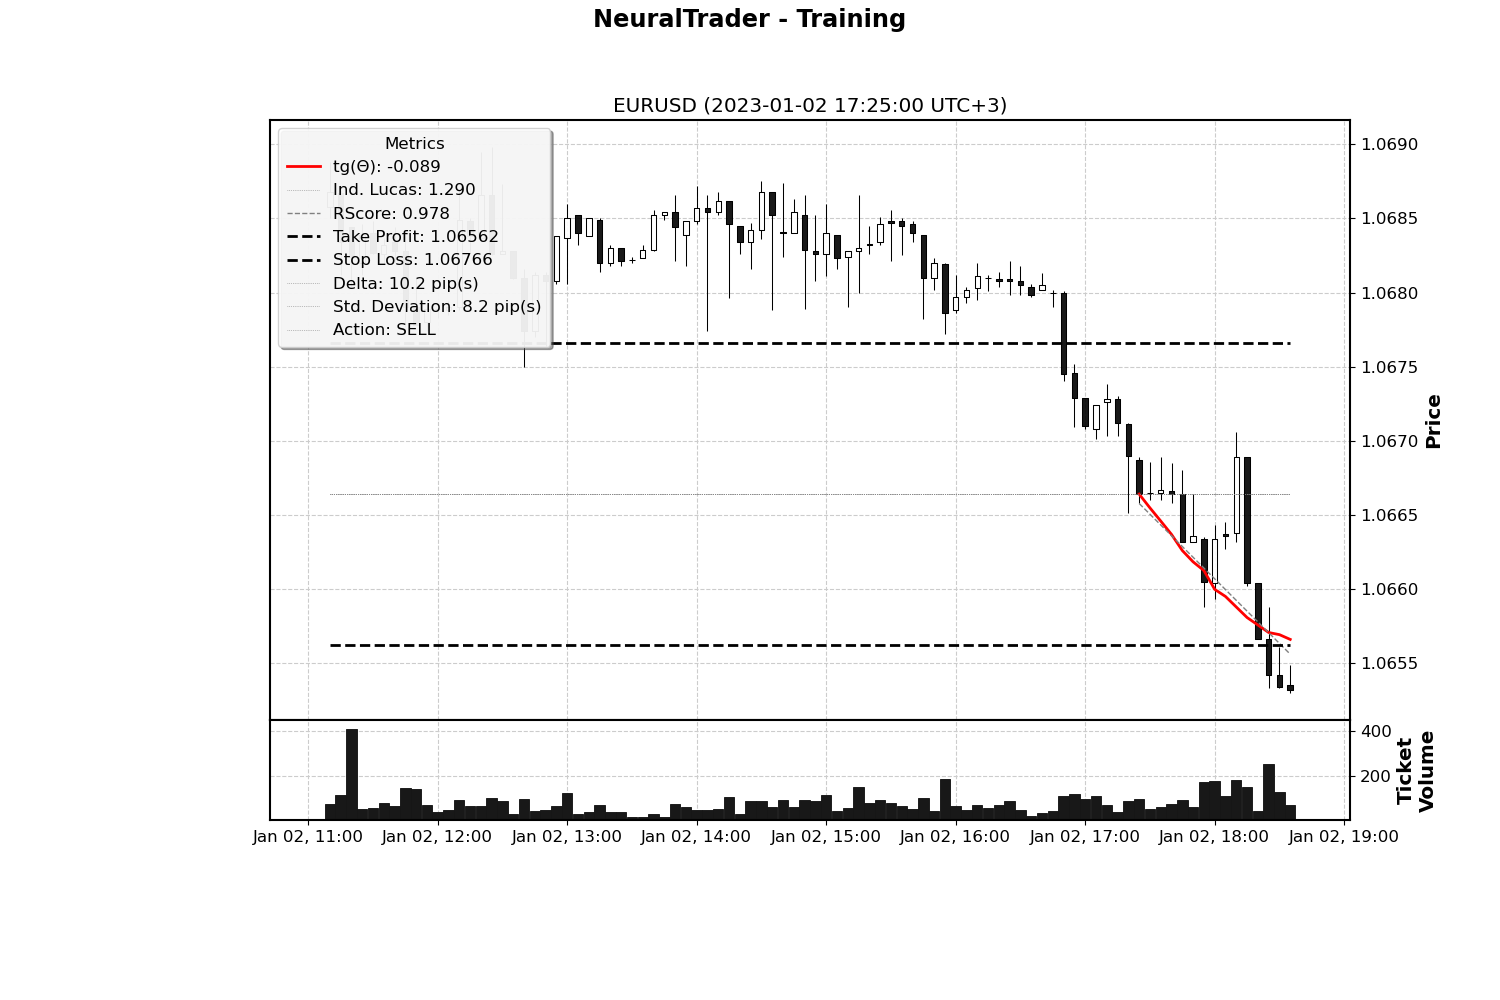 NeuralTrader - Training
EURUSD (2023-01-02 17:25:00 UTC+3)
Metrics
tg(Θ): -0.089
Ind. Lucas: 1.290
RScore: 0.978
Take Profit: 1.06562
Stop Loss: 1.06766
Delta: 10.2 pip(s)
Std. Deviation: 8.2 pip(s)
Action: SELL
1.0690
1.0685
1.0680
1.0675
1.0670
1.0665
1.0660
1.0655
Price
400
200
Ticket
Volume
Jan 02, 11:00
Jan 02, 12:00
Jan 02, 13:00
Jan 02, 14:00
Jan 02, 15:00
Jan 02, 16:00
Jan 02, 17:00
Jan 02, 18:00
Jan 02, 19:00